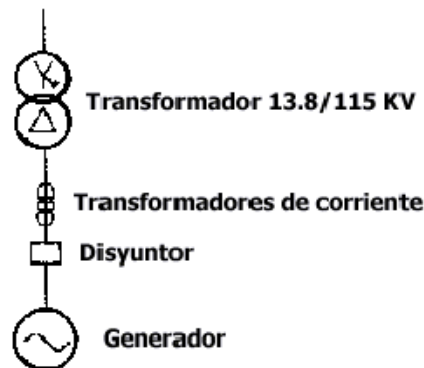 Transformador 13.8/115 KV
Transformadores de corriente
Disyuntor
Generador